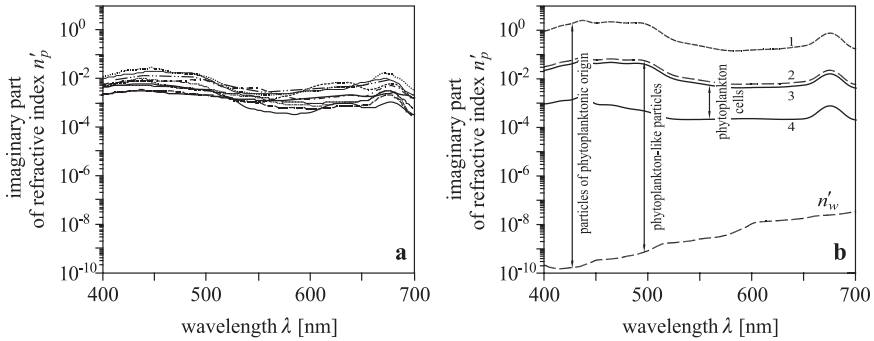 imaginary part
of refractive index n′p
10^0
10^-2
10^-4
10^-6
10^-8
10^-10
400
500
600
700
wavelength λ [nm]
a
imaginary part
of refractive index n′p
10^0
10^-2
10^-4
10^-6
10^-8
10^-10
400
500
600
700
wavelength λ [nm]
particles of phytoplanktonic origin
phytoplankton-like particles
phytoplankton
cells
1
2
3
4
n′w
b